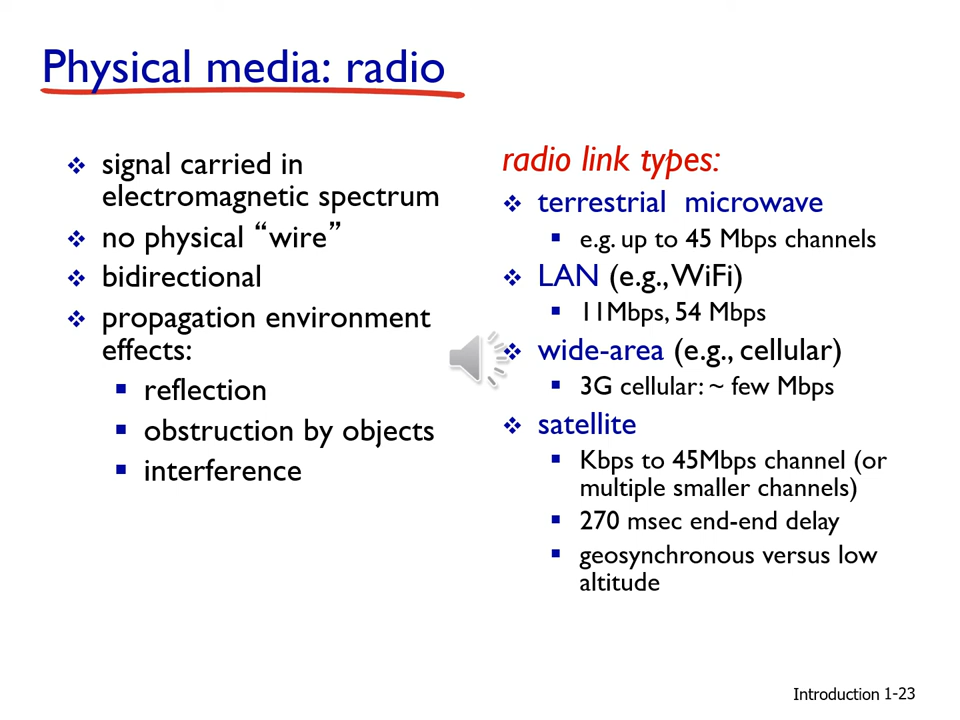 Physical media: radio
signal carried in
electromagnetic spectrum
no physical “wire”
bidirectional
propagation environment
effects:
reflection
obstruction by objects
interference
radio link types:
terrestrial microwave
e.g. up to 45 Mbps channels
LAN (e.g., WiFi)
11Mbps, 54 Mbps
wide-area (e.g., cellular)
3G cellular: ~ few Mbps
satellite
Kbps to 45Mbps channel (or
multiple smaller channels)
270 msec end-end delay
geosynchronous versus low
altitude
Introduction 1-23